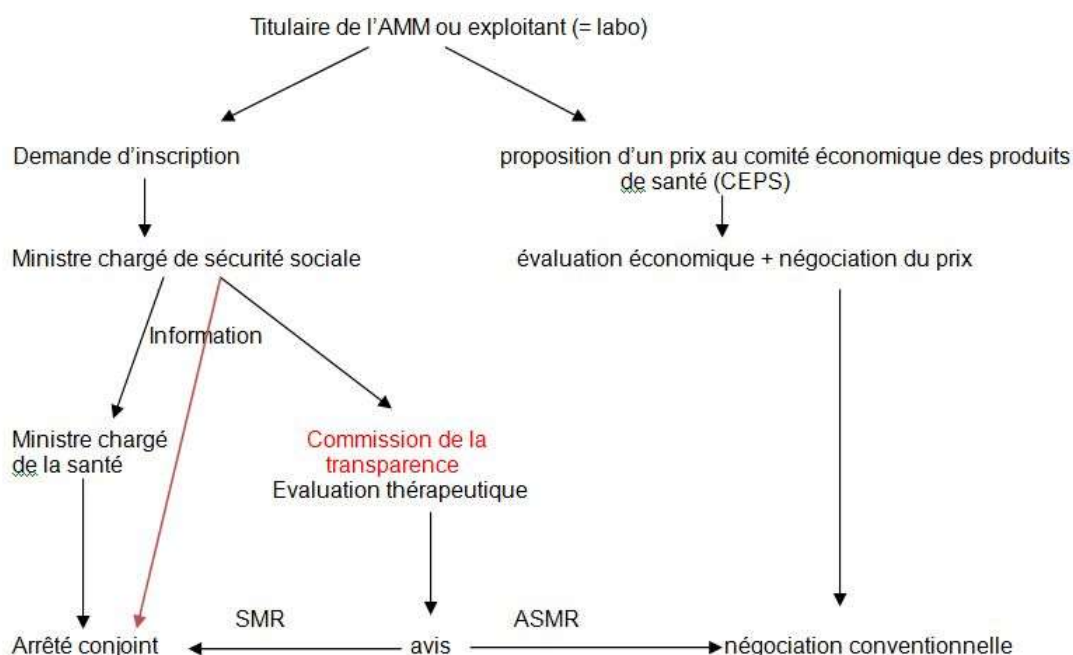 Titulaire de l'AMM ou exploitant (= labo)
Demande d'inscription
proposition d'un prix au comité économique des produits
de santé (CEPS)
Ministre chargé de sécurité sociale
évaluation économique + négociation du prix
Information
Ministre chargé
de la santé
Commission de la
transparence
Evaluation thérapeutique
SMR
ASMR
Arrêté conjoint
avis
négociation conventionnelle